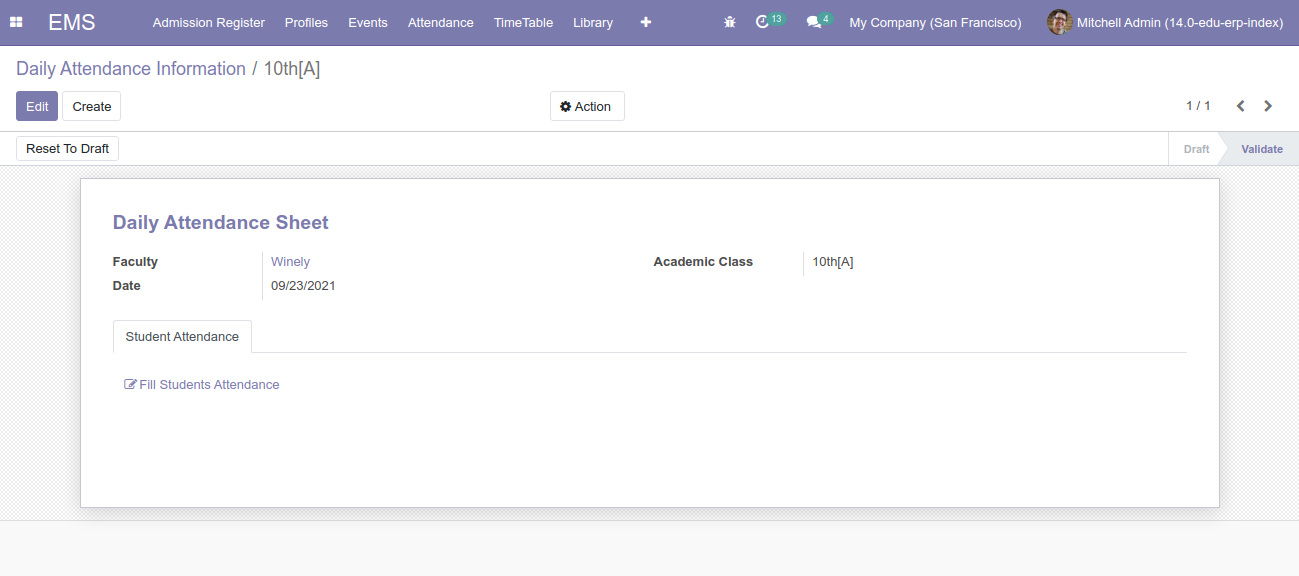 EMS Admission Register Profiles Events Attendance TimeTable Library 13 4 My Company (San Francisco) Mitchell Admin (14.0-edu-erp-index)
Daily Attendance Information / 10th[A]
Edit Create Action 1 / 1
Reset To Draft Draft Validate
Daily Attendance Sheet
Faculty Winely Academic Class 10th[A]
Date 09/23/2021
Student Attendance
Fill Students Attendance